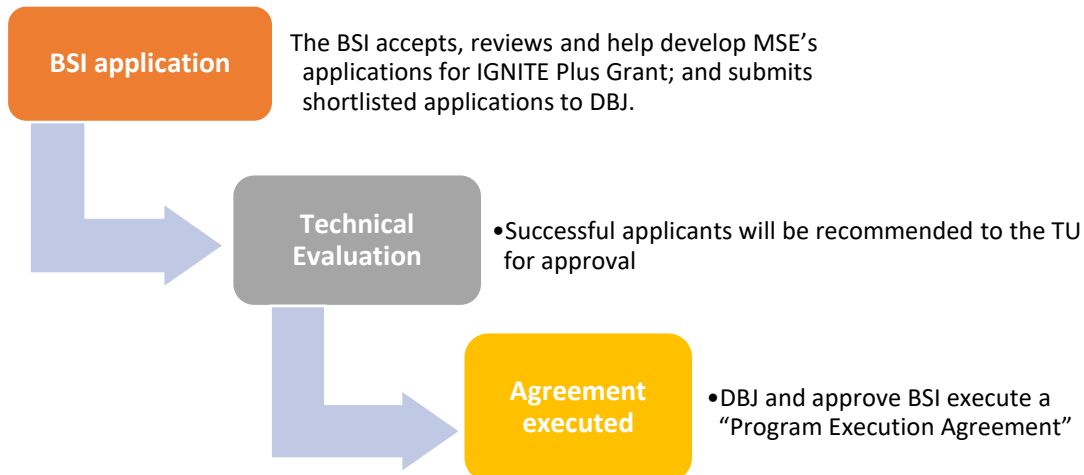 BSI application
The BSI accepts, reviews and help develop MSE’s
applications for IGNITE Plus Grant; and submits
shortlisted applications to DBJ.
Technical
Evaluation
•Successful applicants will be recommended to the TU
for approval
Agreement
executed
•DBJ and approve BSI execute a
“Program Execution Agreement”